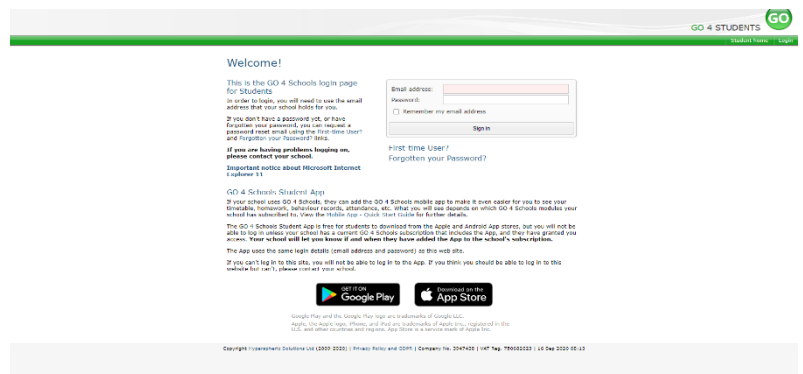 GO 4 STUDENTS
GO
Student home Login
Welcome!
This is the GO 4 Schools login page
for Students
In order to login, you will need to use the email
address that your school holds for you.
If you don't have a password yet, or have
forgotten your password, you can request a
password reset email using the First-time User?
and Forgotten your Password? links.
If you are having problems logging on,
please contact your school.
Important notice about Microsoft Internet
Explorer 11
Email address:
Password:
Remember my email address
Sign in
First time User?
Forgotten your Password?
GO 4 Schools Student App
If your school uses GO 4 Schools, they can add the GO 4 Schools mobile app to make it even easier for you to see your
timetable, homework, behaviour records, attendance, etc. What you will see depends on which GO 4 Schools modules your
school has subscribed to. View the Mobile App - Quick Start Guide for further details.
The GO 4 Schools Student App is free for students to download from the Apple and Android App stores, but you will not be
able to log in unless your school has a current GO 4 Schools subscription that includes the App, and they have granted you
access. Your school will let you know if and when they have added the App to the school's subscription.
The App uses the same login details (email address and password) as this web site.
If you can't log in to this site, you will not be able to log in to the App. If you think you should be able to log in to this
website but can't, please contact your school.
GET IT ON
Google Play
Download on the
App Store
Google Play and the Google Play logo are trademarks of Google LLC.
Apple, the Apple logo, iPhone, and iPad are trademarks of Apple Inc., registered in the
U.S. and other countries and regions. App Store is a service mark of Apple Inc.
Copyright Hyperspheric Solutions Ltd (2000-2020) | Privacy Policy and GDPR | Company No. | VAT Reg. | Sep 2020